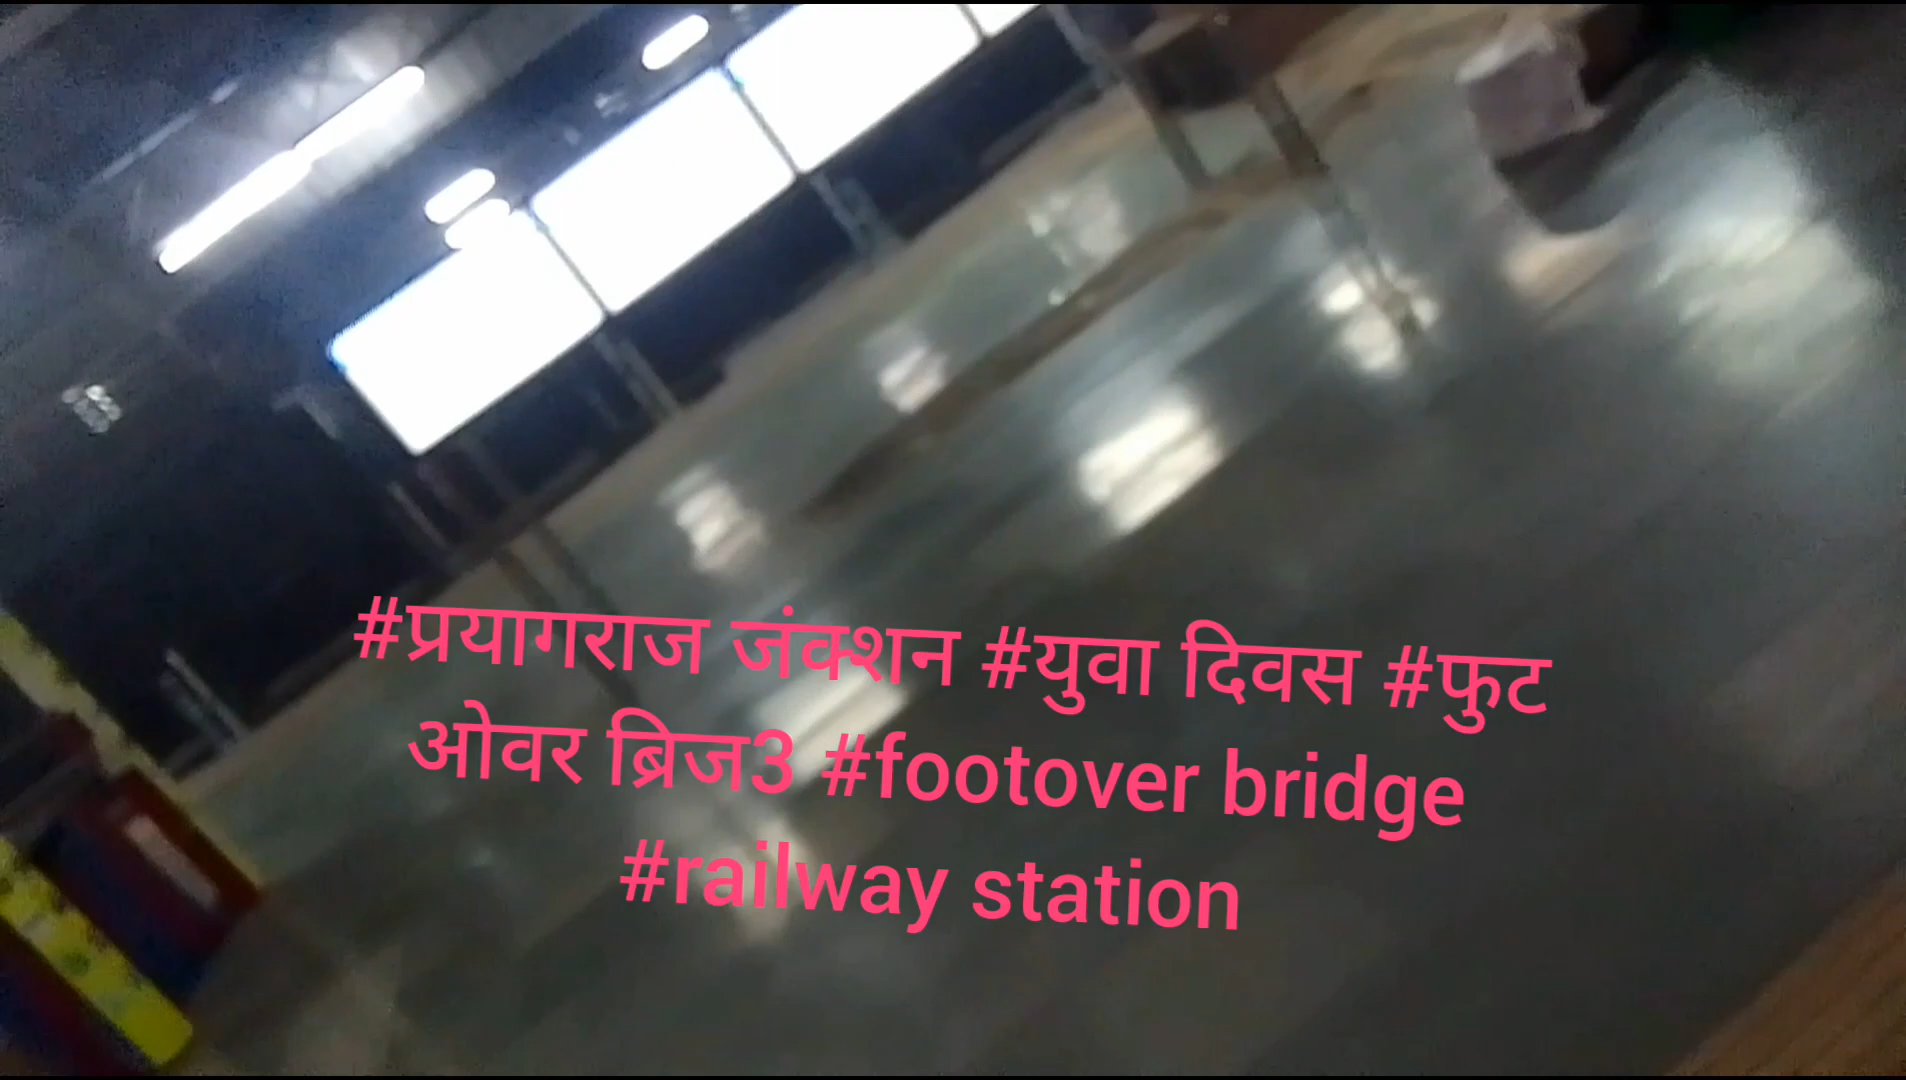 #प्रयागराज जंक्शन #युवा दिवस #फुट
ओवर ब्रिज3 #footover bridge
#railway station